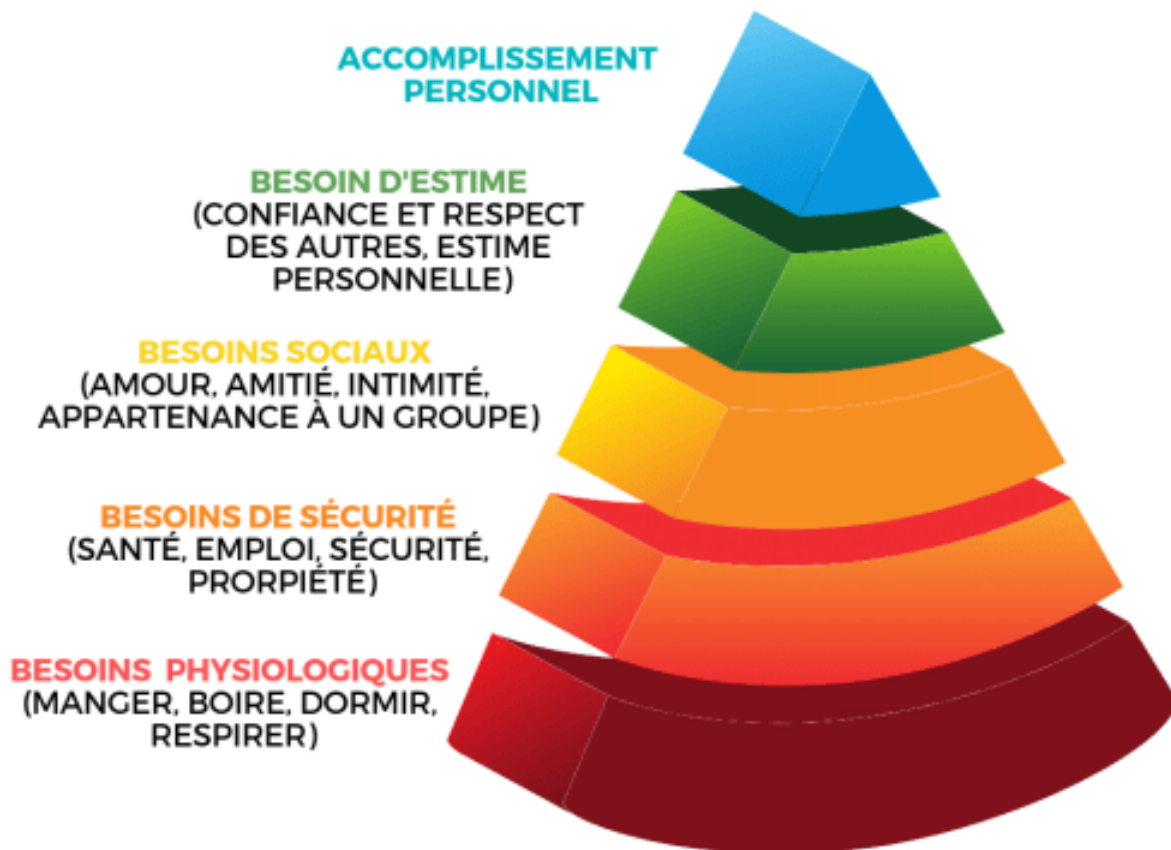 ACCOMPLISSEMENT
PERSONNEL
BESOIN D'ESTIME
(CONFIANCE ET RESPECT
DES AUTRES, ESTIME
PERSONNELLE)
BESOINS SOCIAUX
(AMOUR, AMITIÉ, INTIMITÉ,
APPARTENANCE À UN GROUPE)
BESOINS DE SÉCURITÉ
(SANTÉ, EMPLOI, SÉCURITÉ,
PRORPIÉTÉ)
BESOINS PHYSIOLOGIQUES
(MANGER, BOIRE, DORMIR,
RESPIRER)